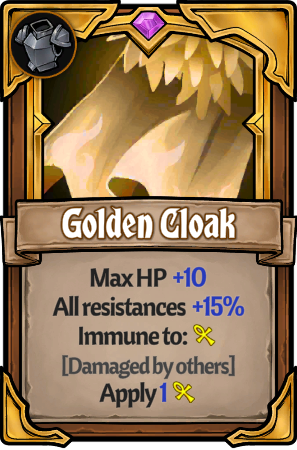 Golden Cloak
Max HP +10
All resistances +15%
Immune to:
[Damaged by others]
Apply 1